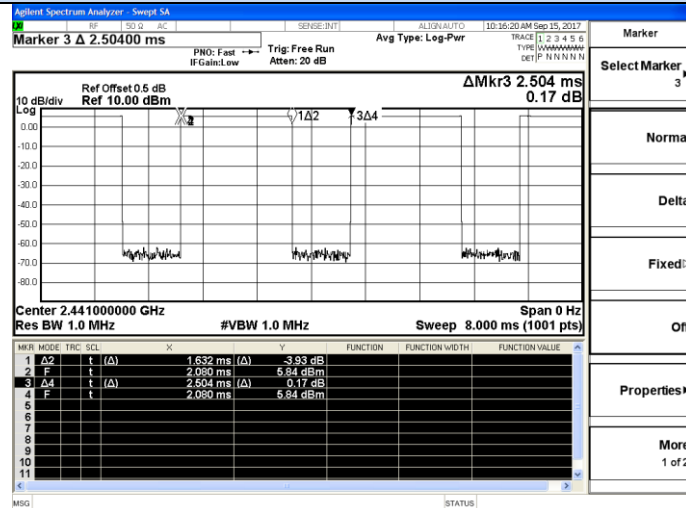 Agilent Spectrum Analyzer - Swept SA
LXI RF 50 Ω AC SENSE:INT ALIGNAUTO 10:16:20 AM Sep 15, 2017
Marker 3 Δ 2.50400 ms
PNO: Fast
IFGain:Low
Trig: Free Run
Atten: 20 dB
Avg Type: Log-Pwr
TRACE 1 2 3 4 5 6
TYPE WWWWWW
DET P N N N N N
Ref Offset 0.5 dB
10 dB/div Ref 10.00 dBm
ΔMkr3 2.504 ms
0.17 dB
Log
1Δ2
3Δ4
0.00
-10.0
-20.0
-30.0
-40.0
-50.0
-60.0
-70.0
-80.0
Center 2.441000000 GHz Span 0 Hz
Res BW 1.0 MHz #VBW 1.0 MHz Sweep 8.000 ms (1001 pts)
MKR MODE TRC SCL X Y FUNCTION FUNCTION WIDTH FUNCTION VALUE
1 Δ2 t (Δ) 1.632 ms (Δ) -3.93 dB
2 F t 2.080 ms 5.84 dBm
3 Δ4 t (Δ) 2.504 ms (Δ) 0.17 dB
4 F t 2.080 ms 5.84 dBm
5
6
7
8
9
10
11
MSG STATUS
Marker
Select Marker
3
Norma
Delta
Fixed
Of
Properties
More
1 of 2